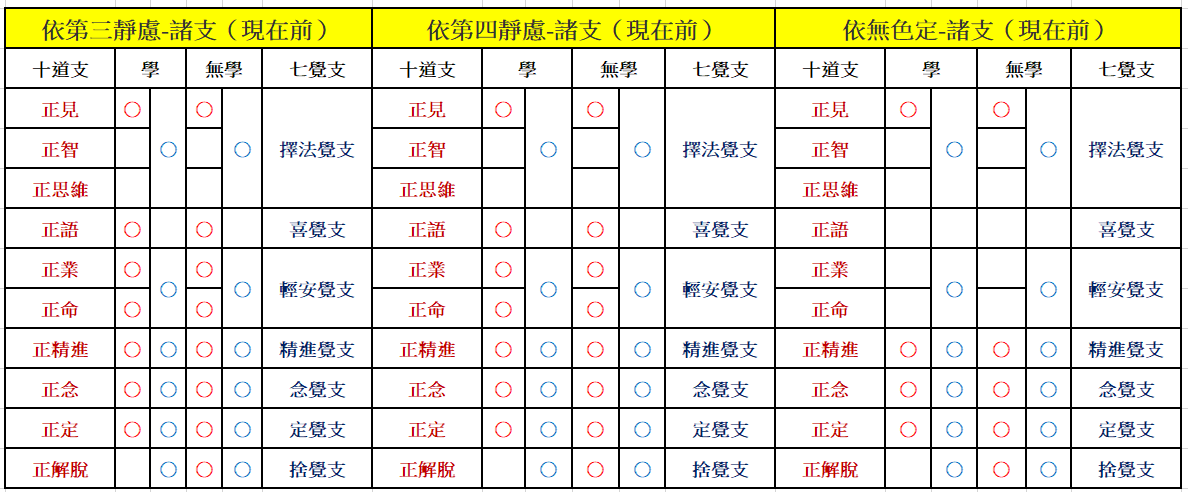 依第三靜慮-諸支（現在前） 依第四靜慮-諸支（現在前） 依無色定-諸支（現在前）
十道支 學 無學 七覺支 十道支 學 無學 七覺支 十道支 學 無學 七覺支
正見 〇 〇 正見 〇 〇 正見 〇 〇
正智 〇 〇 擇法覺支 正智 〇 〇 擇法覺支 正智 〇 〇 擇法覺支
正思維 正思維 正思維
正語 〇 〇 喜覺支 正語 〇 〇 喜覺支 正語 喜覺支
正業 〇 〇 正業 〇 〇 正業
〇 〇 輕安覺支 〇 〇 輕安覺支 〇 〇 輕安覺支
正命 〇 〇 正命 〇 〇 正命
正精進 〇 〇 〇 〇 精進覺支 正精進 〇 〇 〇 〇 精進覺支 正精進 〇 〇 〇 〇 精進覺支
正念 〇 〇 〇 〇 念覺支 正念 〇 〇 〇 〇 念覺支 正念 〇 〇 〇 〇 念覺支
正定 〇 〇 〇 〇 定覺支 正定 〇 〇 〇 〇 定覺支 正定 〇 〇 〇 〇 定覺支
正解脫 〇 〇 〇 捨覺支 正解脫 〇 〇 〇 捨覺支 正解脫 〇 〇 〇 捨覺支